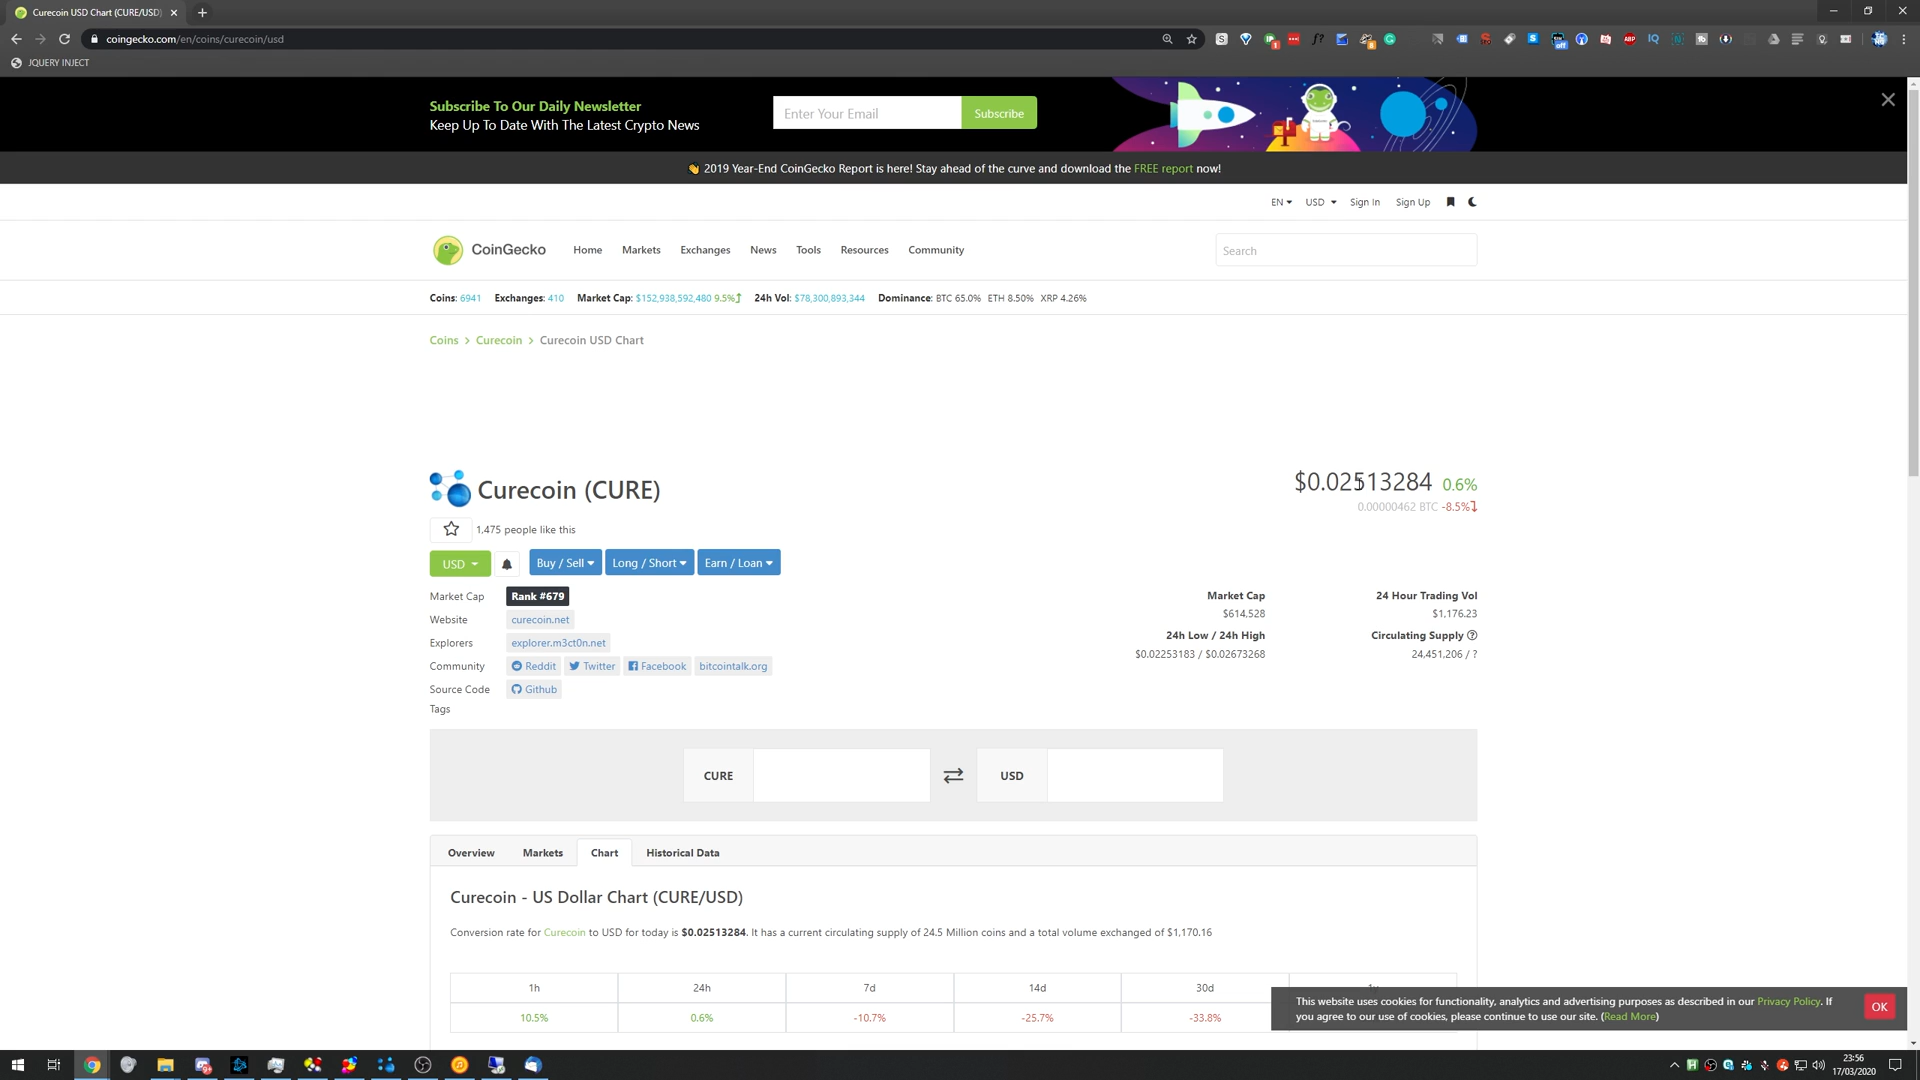 Curecoin USD Chart (CURE/USD)
coingecko.com/en/coins/curecoin/usd
JQUERY INJECT
Subscribe To Our Daily Newsletter
Keep Up To Date With The Latest Crypto News
Enter Your Email
Subscribe
2019 Year-End CoinGecko Report is here! Stay ahead of the curve and download the FREE report now!
EN USD Sign In Sign Up
CoinGecko Home Markets Exchanges News Tools Resources Community
Search
Coins: 6941 Exchanges: 410 Market Cap: $152,938,592,480 9.5% 24h Vol: $78,300,893,344 Dominance: BTC 65.0% ETH 8.50% XRP 4.26%
Coins > Curecoin > Curecoin USD Chart
Curecoin (CURE)
$0.02513284 0.6%
0.00000462 BTC -8.5%
1,475 people like this
USD Buy / Sell Long / Short Earn / Loan
Market Cap Rank #679
Website curecoin.net
Explorers explorer.m3ct0n.net
Community Reddit Twitter Facebook bitcointalk.org
Source Code Github
Tags
Market Cap
$614,528
24h Low / 24h High
$0.02253183 / $0.02673268
24 Hour Trading Vol
$1,176.23
Circulating Supply ?
24,451,206 / ?
CURE USD
Overview Markets Chart Historical Data
Curecoin - US Dollar Chart (CURE/USD)
Conversion rate for Curecoin to USD for today is $0.02513284. It has a current circulating supply of 24.5 Million coins and a total volume exchanged of $1,170.16
1h 24h 7d 14d 30d
10.5% 0.6% -10.7% -25.7% -33.8%
This website uses cookies for functionality, analytics and advertising purposes as described in our Privacy Policy. If
you agree to our use of cookies, please continue to use our site. (Read More)
OK
23:56
17/03/2020